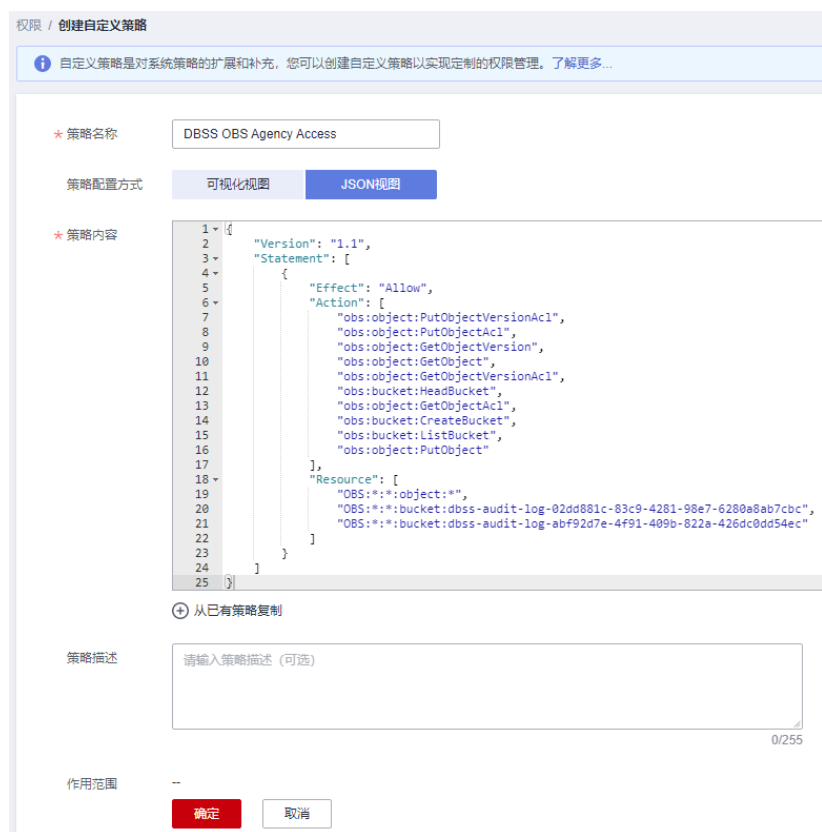 权限 / 创建自定义策略
自定义策略是对系统策略的扩展和补充，您可以创建自定义策略以实现定制的权限管理。了解更多...
* 策略名称 DBSS OBS Agency Access
策略配置方式 可视化视图 JSON视图
* 策略内容
1 {
2 "Version": "1.1",
3 "Statement": [
4 {
5 "Effect": "Allow",
6 "Action": [
7 "obs:object:PutObjectVersionAcl",
8 "obs:object:PutObjectAcl",
9 "obs:object:GetObjectVersion",
10 "obs:object:GetObject",
11 "obs:object:GetObjectVersionAcl",
12 "obs:bucket:HeadBucket",
13 "obs:object:GetObjectAcl",
14 "obs:bucket:CreateBucket",
15 "obs:bucket:ListBucket",
16 "obs:object:PutObject"
17 ],
18 "Resource": [
19 "OBS:*:*:object:*",
20 "OBS:*:*:bucket:dbss-audit-log-02dd881c-83c9-4281-98e7-6280a8ab7cbc",
21 "OBS:*:*:bucket:dbss-audit-log-abf92d7e-4f91-409b-822a-426dc0dd54ec"
22 ]
23 }
24 ]
25 }
从已有策略复制
策略描述 请输入策略描述（可选）
0/255
作用范围 --
确定 取消